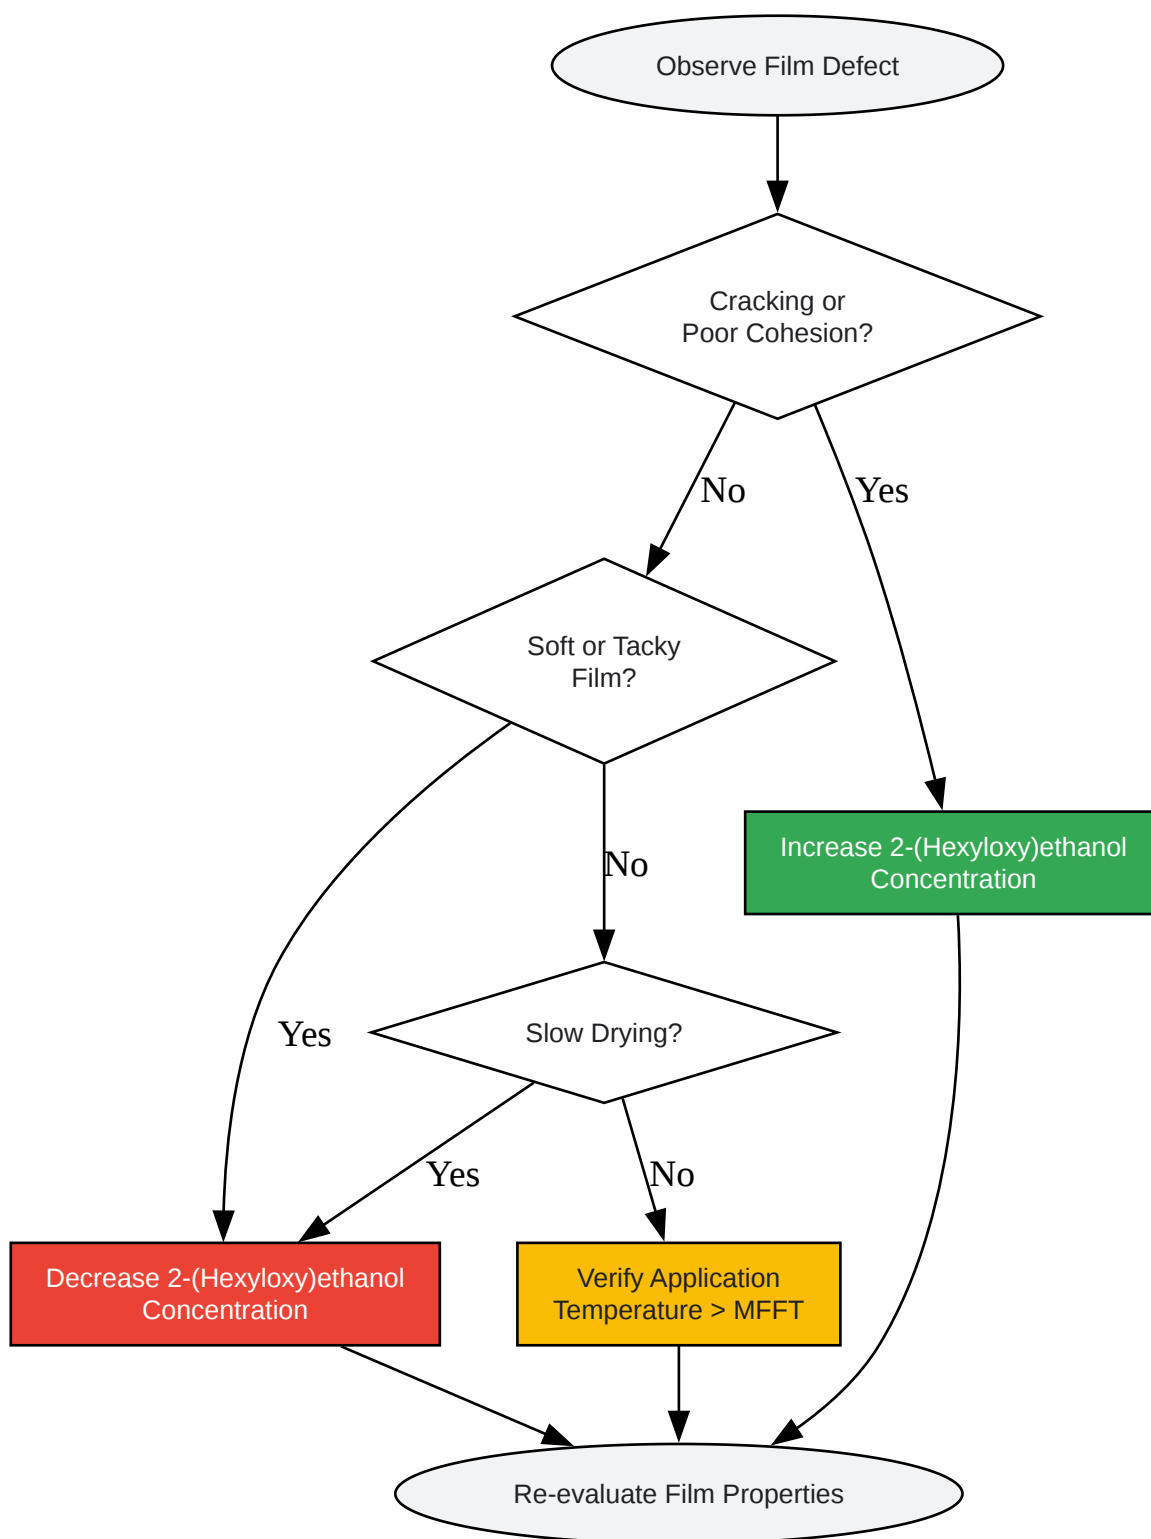 Observe Film Defect
Cracking or
Poor Cohesion?
No
Yes
Soft or Tacky
Film?
Increase 2-(Hexyloxy)ethanol
Concentration
No
Yes
Slow Drying?
Yes
No
Decrease 2-(Hexyloxy)ethanol
Concentration
Verify Application
Temperature > MFFT
Re-evaluate Film Properties